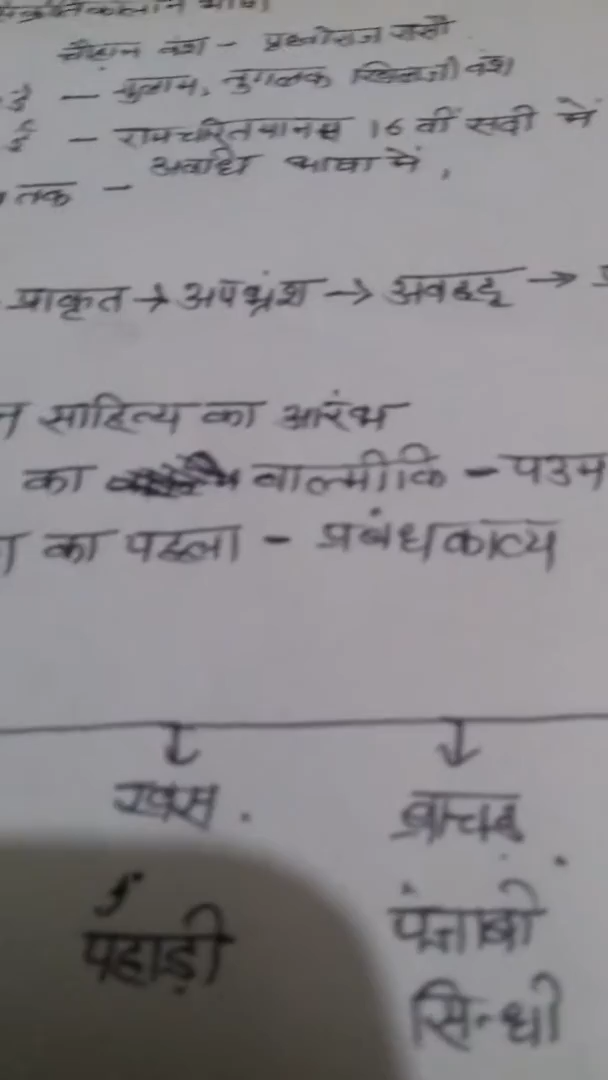 संक्रांतिकालीन भाषा
चौहान वंश - पृथ्वीराज रासो
ई - गुलाम, तुगलक खिलजी वंश
ई - रामचरितमानस 16 वीं सदी में
अवधि भाषा में,
तक -
प्राकृत → अपभ्रंश → अवहट्ट →
साहित्य का आरंभ
का वाल्मीकि - पउम
का पहला - प्रबंधकाव्य
खस.
ब्राचड़
पहाड़ी
पंजाबी
सिन्धी